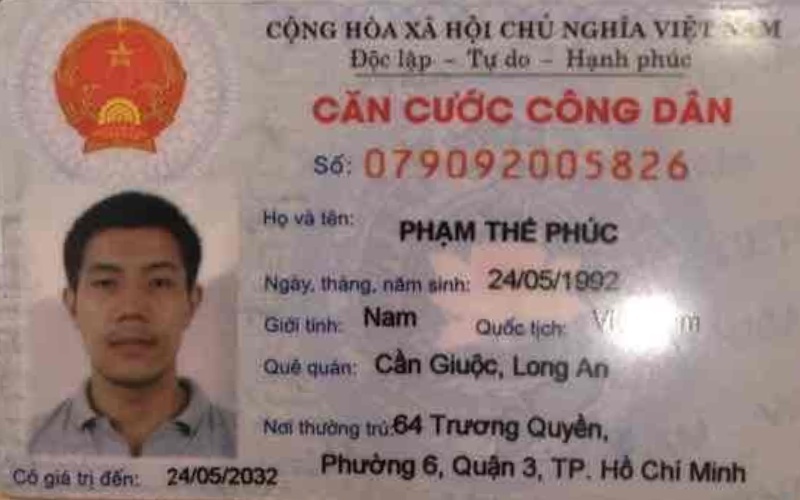 CỘNG HÒA XÃ HỘI CHỦ NGHĨA VIỆT NAM
Độc lập - Tự do - Hạnh phúc
CĂN CƯỚC CÔNG DÂN
Số: 079092005826
Họ và tên: PHẠM THẾ PHÚC
Ngày, tháng, năm sinh: 24/05/1992
Giới tính: Nam Quốc tịch:
Quê quán: Cần Giuộc, Long An
Nơi thường trú: 64 Trương Quyền,
Phường 6, Quận 3, TP. Hồ Chí Minh
Có giá trị đến: 24/05/2032